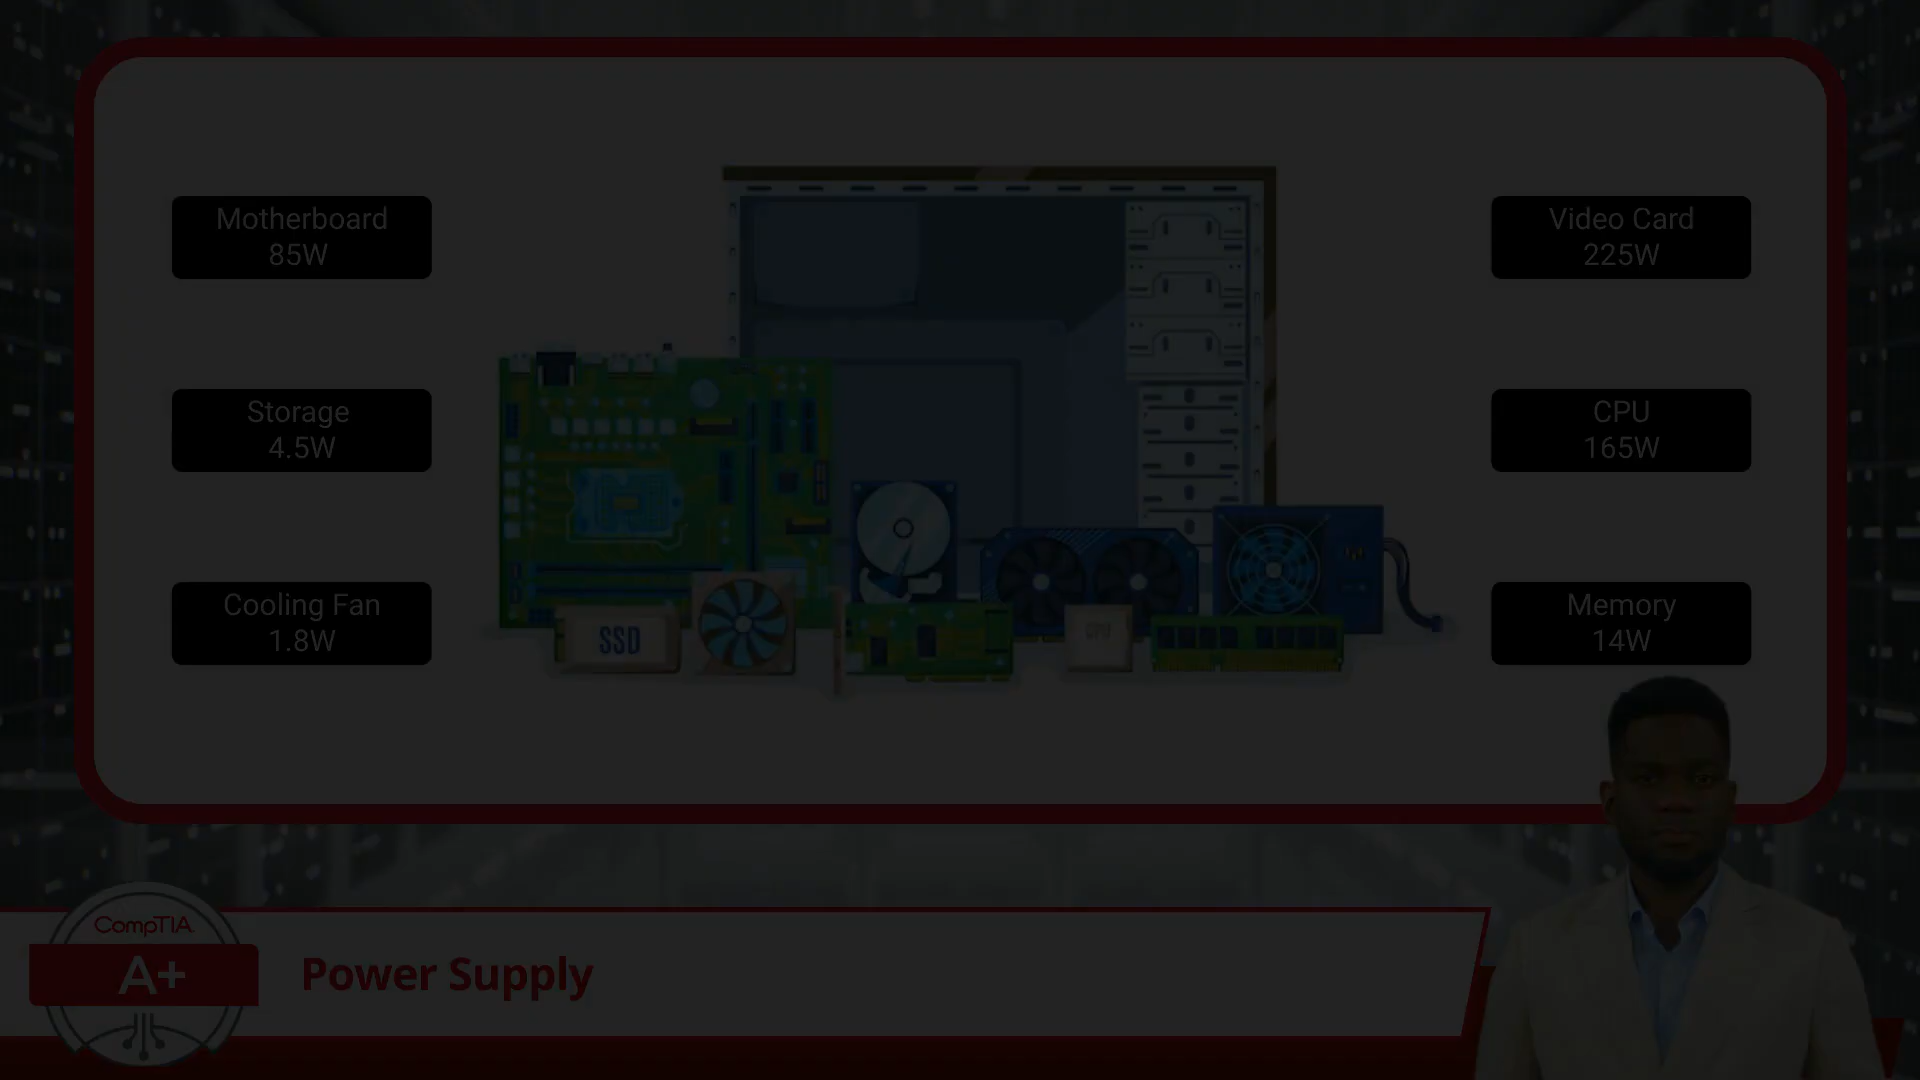 Motherboard
85W
Storage
4.5W
Cooling Fan
1.8W
Video Card
225W
CPU
165W
Memory
14W
SSD
CPU
CompTIA
A+
Power Supply